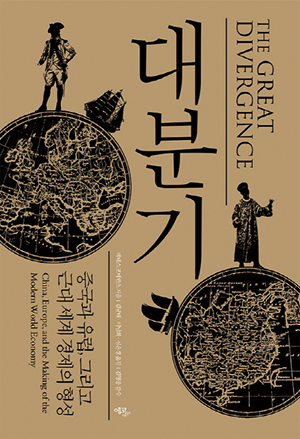 대분기
THE GREAT
DIVERGENCE
중국과 유럽, 그리고
근대 세계 경제의 형성
China, Europe, and the Making of the
Modern World Economy